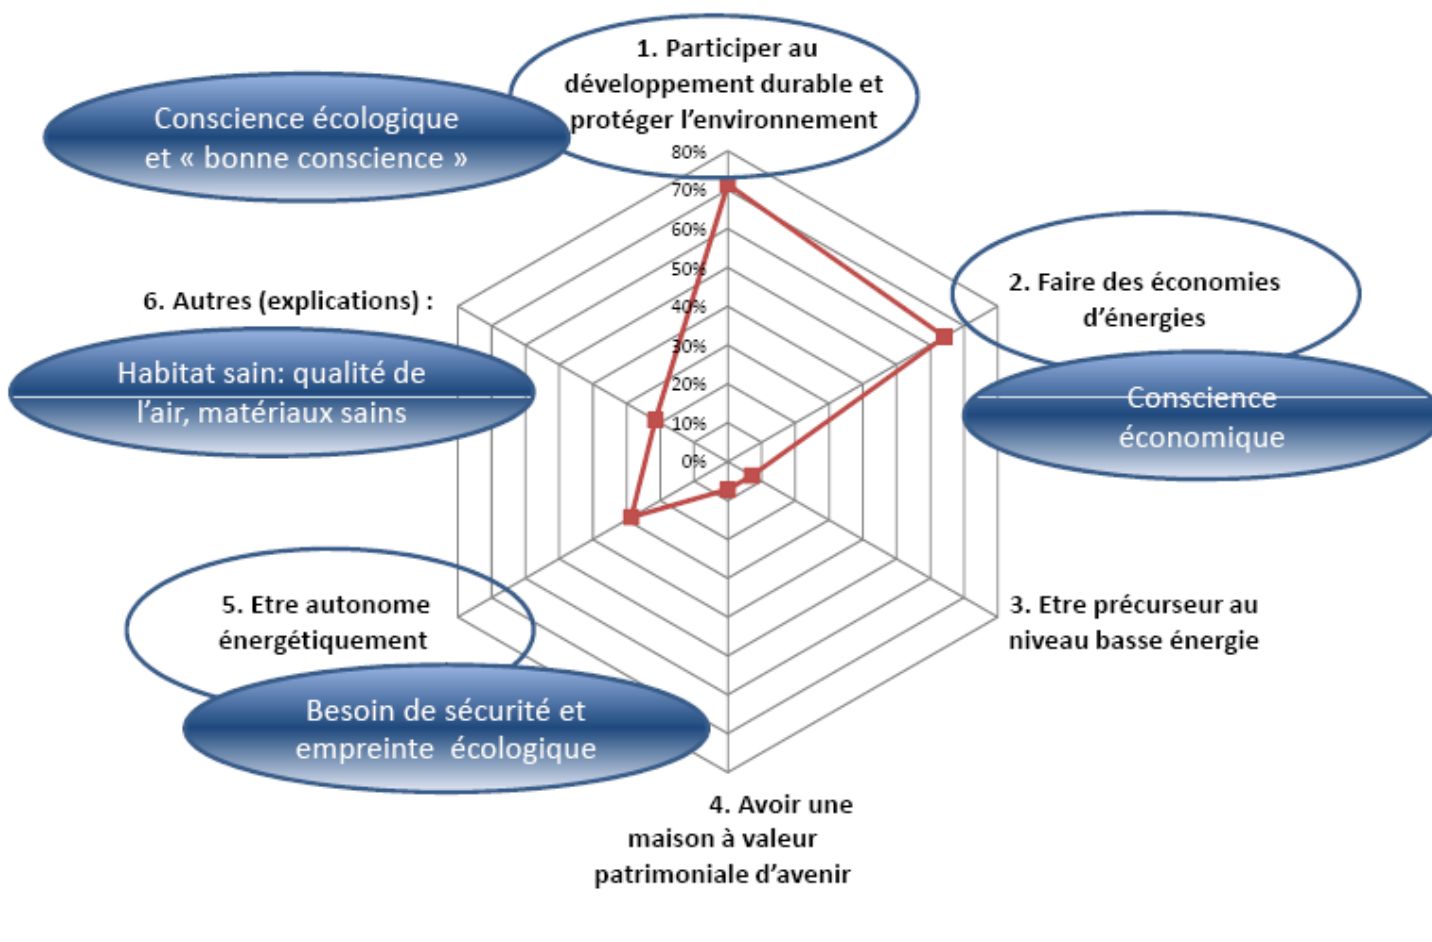 1. Participer au
développement durable et
protéger l’environnement
Conscience écologique
et « bonne conscience »
80%
70%
60%
50%
40%
30%
20%
10%
0%
2. Faire des économies
d’énergies
Conscience
économique
3. Etre précurseur au
niveau basse énergie
4. Avoir une
maison à valeur
patrimoniale d’avenir
5. Etre autonome
énergétiquement
Besoin de sécurité et
empreinte écologique
6. Autres (explications) :
Habitat sain: qualité de
l’air, matériaux sains